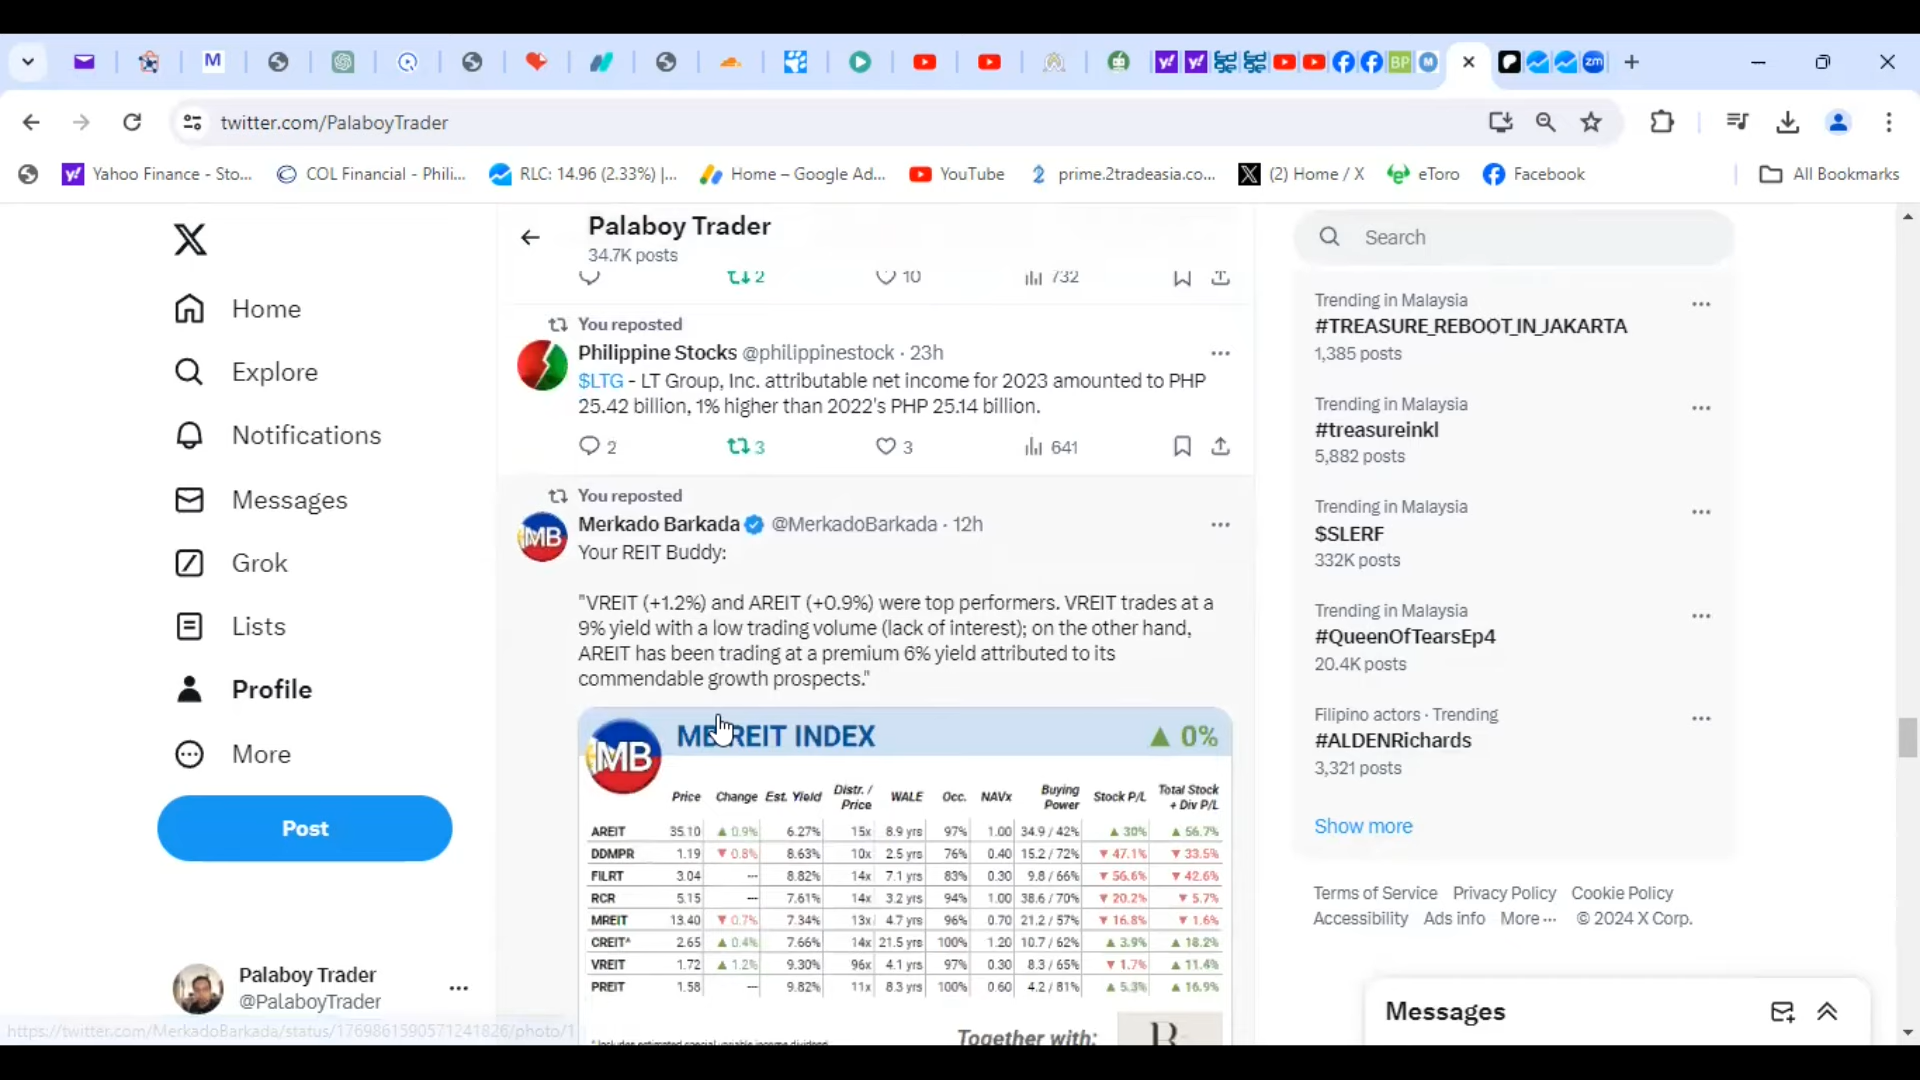 twitter.com/PalaboyTrader
Yahoo Finance - Sto...
COL Financial - Phili...
RLC: 14.96 (2.33%) |...
Home – Google Ad...
YouTube
prime.2tradeasia.co...
(2) Home / X
eToro
Facebook
All Bookmarks
Home
Explore
Notifications
Messages
Grok
Lists
Profile
More
Post
Palaboy Trader
@PalaboyTrader
https://twitter.com/MerkadoBarkada/status/1769861590571241826/photo/1
Palaboy Trader
34.7K posts
2 10 732
You reposted
Philippine Stocks @philippinestock · 23h
$LTG - LT Group, Inc. attributable net income for 2023 amounted to PHP
25.42 billion, 1% higher than 2022's PHP 25.14 billion.
2 3 3 641
You reposted
Merkado Barkada @MerkadoBarkada · 12h
Your REIT Buddy:
"VREIT (+1.2%) and AREIT (+0.9%) were top performers. VREIT trades at a
9% yield with a low trading volume (lack of interest); on the other hand,
AREIT has been trading at a premium 6% yield attributed to its
commendable growth prospects."
MB
MB REIT INDEX ▲ 0%
Price Change Est. Yield Distr. / Price WALE Occ. NAVx Buying Power Stock P/L Total Stock + Div P/L
AREIT 35.10 ▲ 0.9% 6.27% 15x 8.9 yrs 97% 1.00 34.9 / 42% ▲ 30% ▲ 56.7%
DDMPR 1.19 ▼ 0.8% 8.63% 10x 2.5 yrs 76% 0.40 15.2 / 72% ▼ 47.1% ▼ 33.5%
FILRT 3.04 --- 8.82% 14x 7.1 yrs 83% 0.30 9.8 / 66% ▼ 56.6% ▼ 42.6%
RCR 5.15 --- 7.61% 14x 3.2 yrs 94% 1.00 38.6 / 70% ▼ 20.2% ▼ 5.7%
MREIT 13.40 ▼ 0.7% 7.34% 13x 4.7 yrs 96% 0.70 21.2 / 57% ▼ 16.8% ▼ 1.6%
CREIT^ 2.65 ▲ 0.4% 7.66% 14x 21.5 yrs 100% 1.20 10.7 / 62% ▲ 3.9% ▲ 18.2%
VREIT 1.72 ▲ 1.2% 9.30% 96x 4.1 yrs 97% 0.30 8.3 / 65% ▼ 1.7% ▲ 11.4%
PREIT 1.58 --- 9.82% 11x 8.3 yrs 100% 0.60 4.2 / 81% ▲ 5.3% ▲ 16.9%
^ Includes estimated special variable income dividend
Together with:
Search
Trending in Malaysia
#TREASURE_REBOOT_IN_JAKARTA
1,385 posts
Trending in Malaysia
#treasureinkl
5,882 posts
Trending in Malaysia
$SLERF
332K posts
Trending in Malaysia
#QueenOfTearsEp4
20.4K posts
Filipino actors · Trending
#ALDENRichards
3,321 posts
Show more
Terms of Service Privacy Policy Cookie Policy
Accessibility Ads info More ··· © 2024 X Corp.
Messages